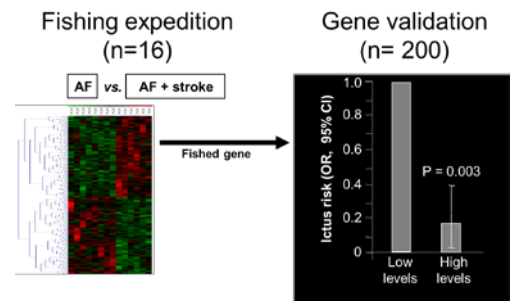 Fishing expedition
(n=16)
AF vs. AF + stroke
Fished gene
Gene validation
(n= 200)
Ictus risk (OR, 95% CI)
1.0
0.8
0.6
0.4
0.2
0
P = 0.003
Low
levels
High
levels